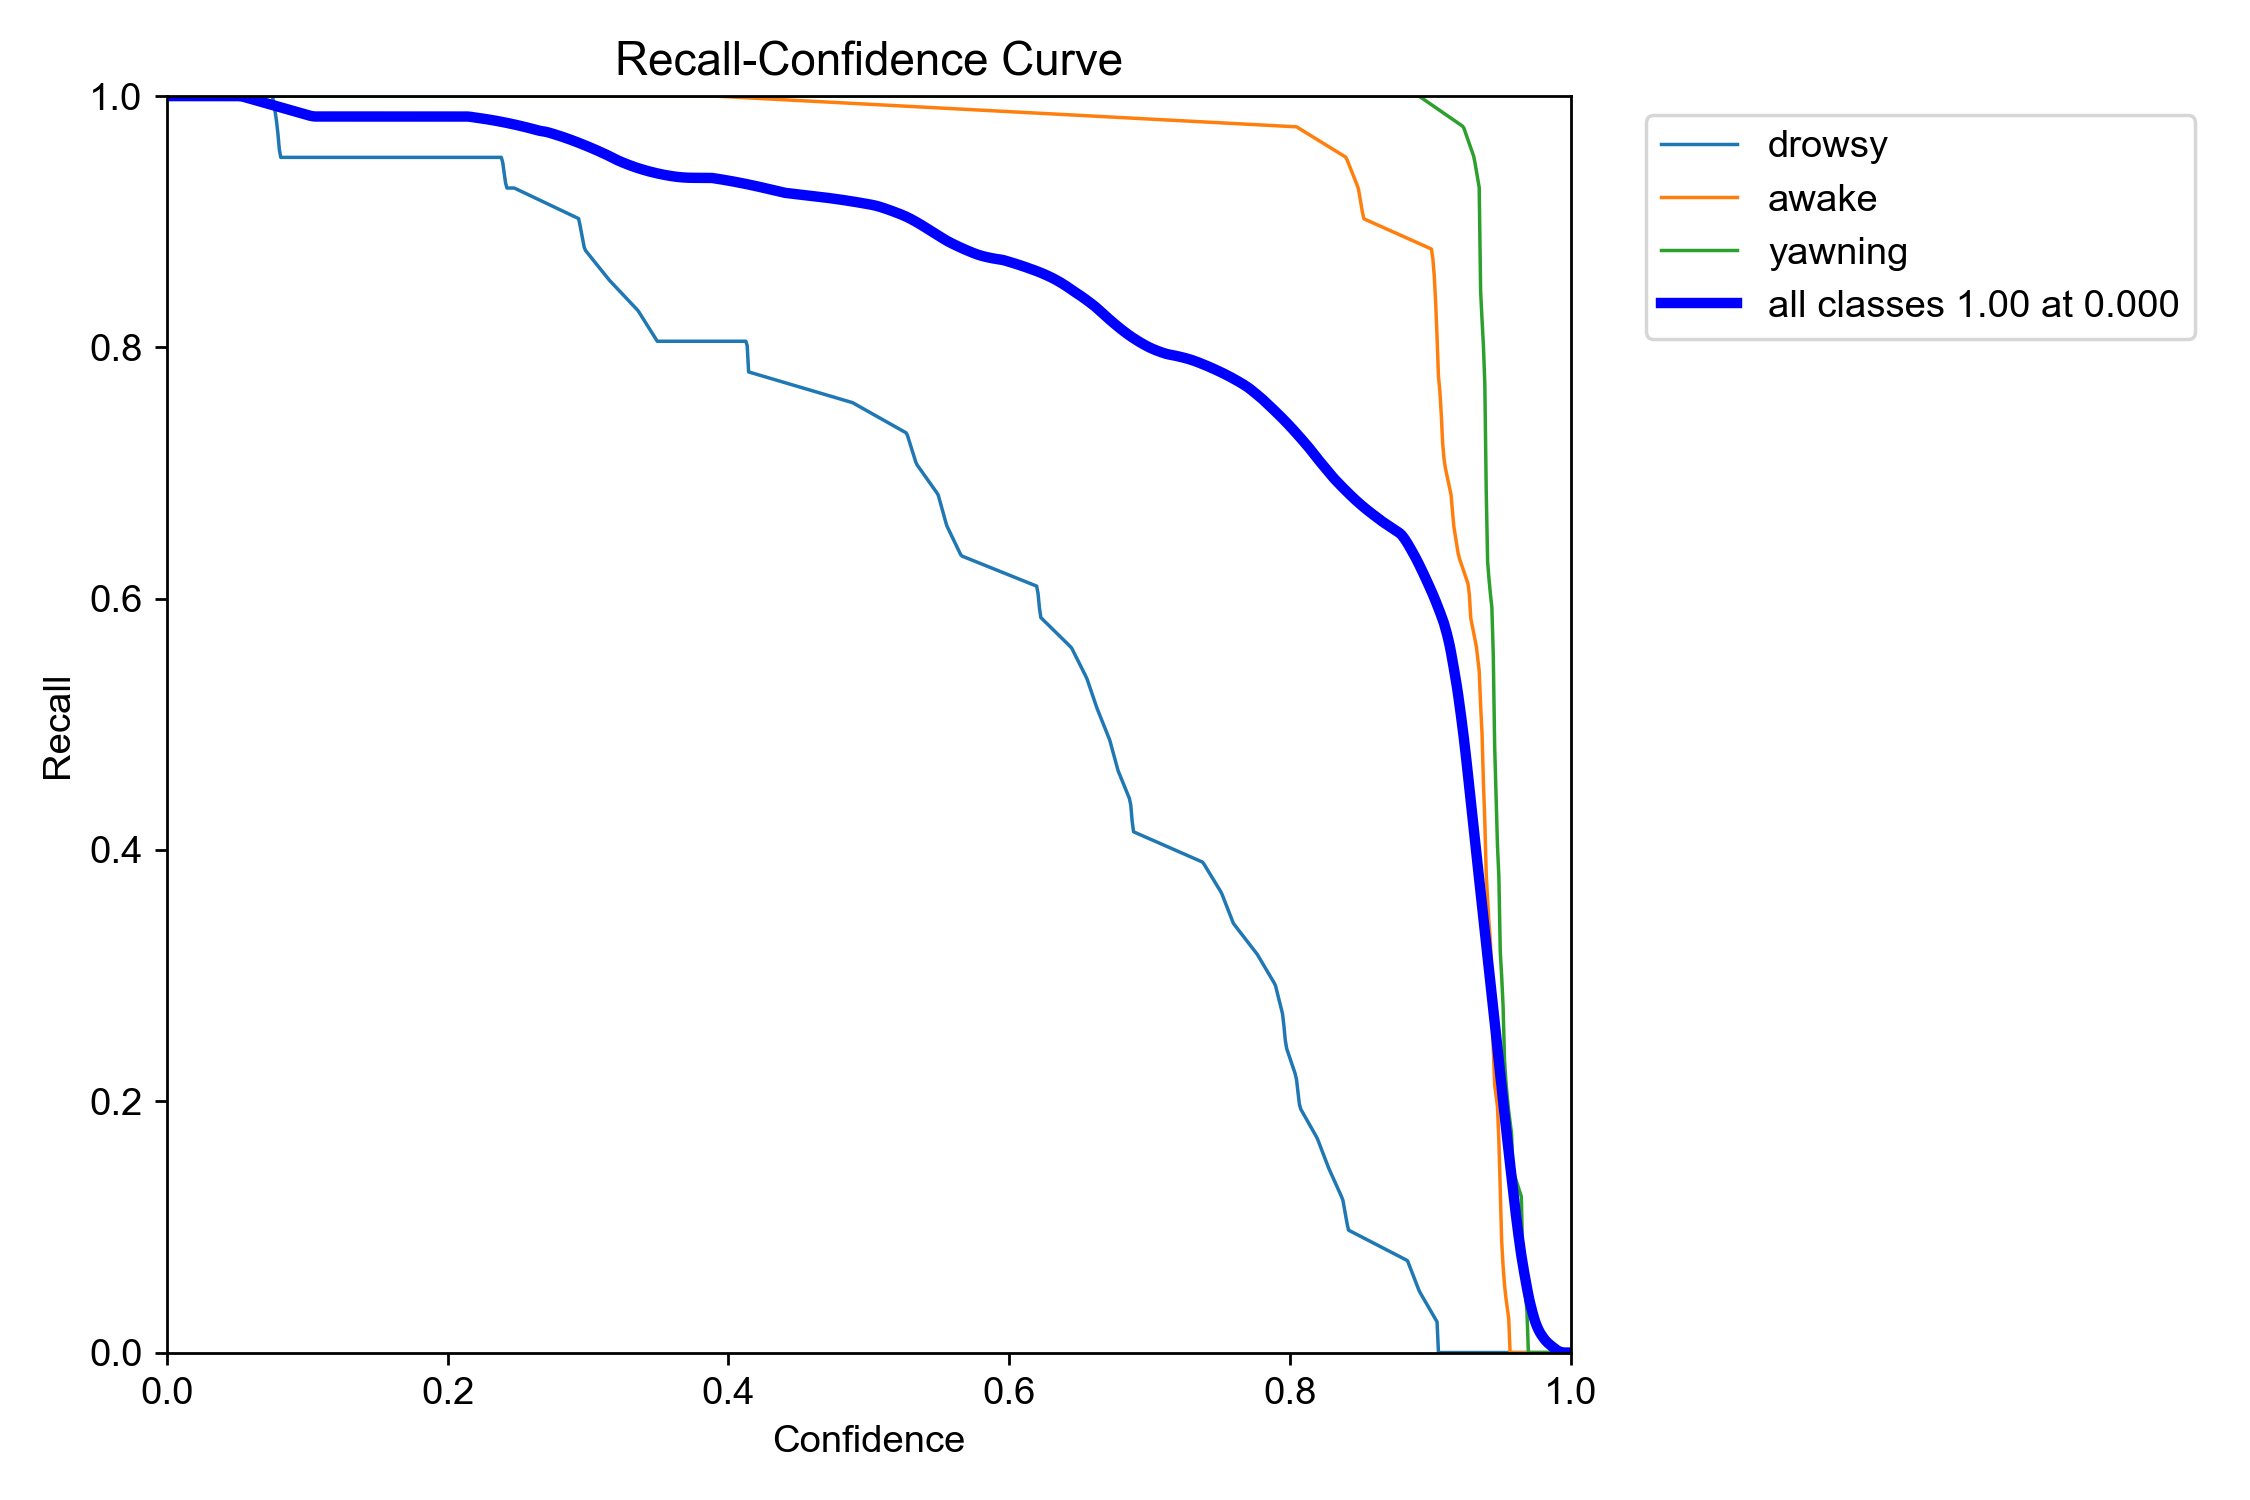 Recall-Confidence Curve
1.0
0.8
0.6
0.4
0.2
0.0
Recall
0.0 0.2 0.4 0.6 0.8 1.0
Confidence
drowsy
awake
yawning
all classes 1.00 at 0.000